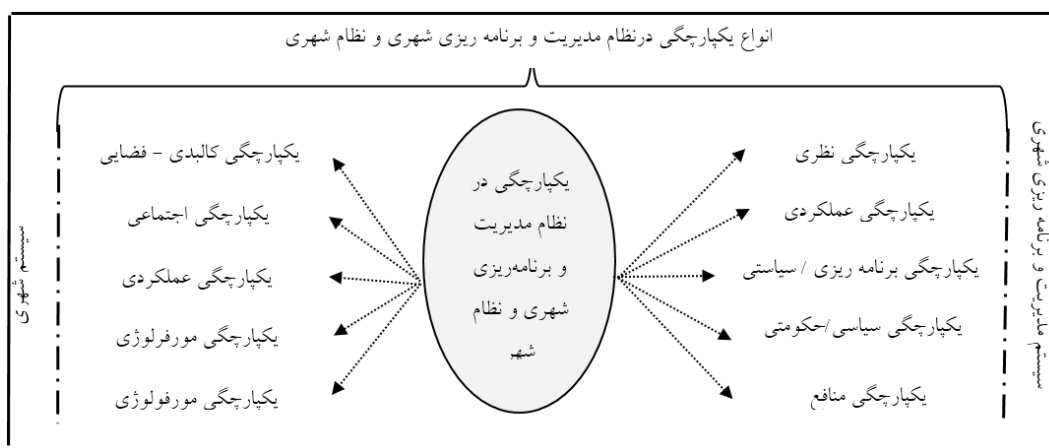 انواع یکپارچگی درنظام مدیریت و برنامه ریزی شهری و نظام شهری
سیستم مدیریت و برنامه ریزی شهری
یکپارچگی نظری
یکپارچگی عملکردی
یکپارچگی برنامه ریزی / سیاستی
یکپارچگی سیاسی/حکومتی
یکپارچگی منافع
یکپارچگی در
نظام مدیریت
و برنامه‌ریزی
شهری و نظام
شهر
یکپارچگی کالبدی – فضایی
یکپارچگی اجتماعی
یکپارچگی عملکردی
یکپارچگی مورفرلوژی
یکپارچگی مورفولوژی
سیستم شهری